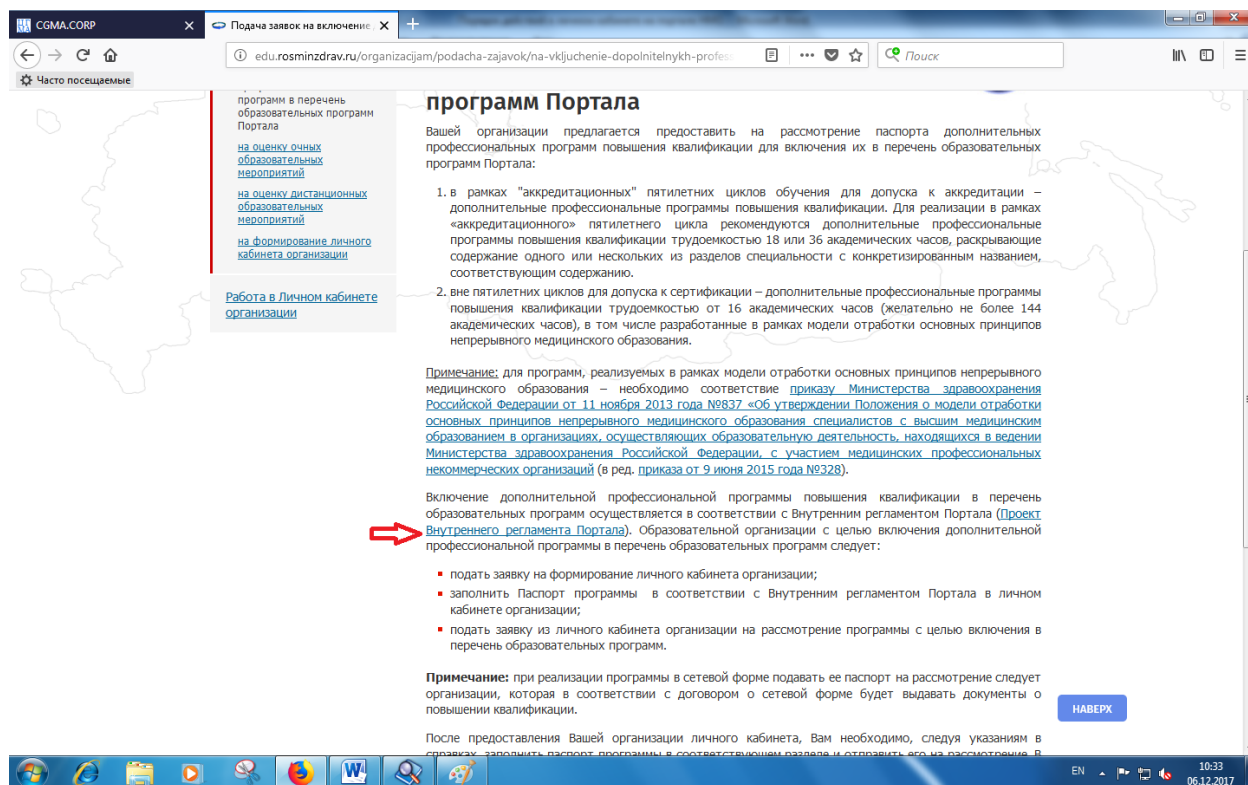 CGMA.CORP
Подача заявок на включение
edu.rosminzdrav.ru/organizacijam/podacha-zajavok/na-vkljuchenie-dopolnitelnykh-profes
Поиск
Часто посещаемые
программ в перечень
образовательных программ
Портала
на оценку очных
образовательных
мероприятий
на оценку дистанционных
образовательных
мероприятий
на формирование личного
кабинета организации
Работа в Личном кабинете
организации
программ Портала
Вашей организации предлагается предоставить на рассмотрение паспорта дополнительных
профессиональных программ повышения квалификации для включения их в перечень образовательных
программ Портала:
1. в рамках "аккредитационных" пятилетних циклов обучения для допуска к аккредитации –
дополнительные профессиональные программы повышения квалификации. Для реализации в рамках
«аккредитационного» пятилетнего цикла рекомендуются дополнительные профессиональные
программы повышения квалификации трудоемкостью 18 или 36 академических часов, раскрывающие
содержание одного или нескольких из разделов специальности с конкретизированным названием,
соответствующим содержанию.
2. вне пятилетних циклов для допуска к сертификации – дополнительные профессиональные программы
повышения квалификации трудоемкостью от 16 академических часов (желательно не более 144
академических часов), в том числе разработанные в рамках модели отработки основных принципов
непрерывного медицинского образования.
Примечание: для программ, реализуемых в рамках модели отработки основных принципов непрерывного
медицинского образования – необходимо соответствие приказу Министерства здравоохранения
Российской Федерации от 11 ноября 2013 года №837 «Об утверждении Положения о модели отработки
основных принципов непрерывного медицинского образования специалистов с высшим медицинским
образованием в организациях, осуществляющих образовательную деятельность, находящихся в ведении
Министерства здравоохранения Российской Федерации, с участием медицинских профессиональных
некоммерческих организаций (в ред. приказа от 9 июня 2015 года №328).
Включение дополнительной профессиональной программы повышения квалификации в перечень
образовательных программ осуществляется в соответствии с Внутренним регламентом Портала (Проект
Внутреннего регламента Портала). Образовательной организации с целью включения дополнительной
профессиональной программы в перечень образовательных программ следует:
подать заявку на формирование личного кабинета организации;
заполнить Паспорт программы в соответствии с Внутренним регламентом Портала в личном
кабинете организации;
подать заявку из личного кабинета организации на рассмотрение программы с целью включения в
перечень образовательных программ.
Примечание: при реализации программы в сетевой форме подавать ее паспорт на рассмотрение следует
организации, которая в соответствии с договором о сетевой форме будет выдавать документы о
повышении квалификации.
НАВЕРХ
После предоставления Вашей организации личного кабинета, Вам необходимо, следуя указаниям в
справках, заполнить паспорт программы в соответствующем разделе и отправить его на рассмотрение. В
EN
10:33
06.12.2017